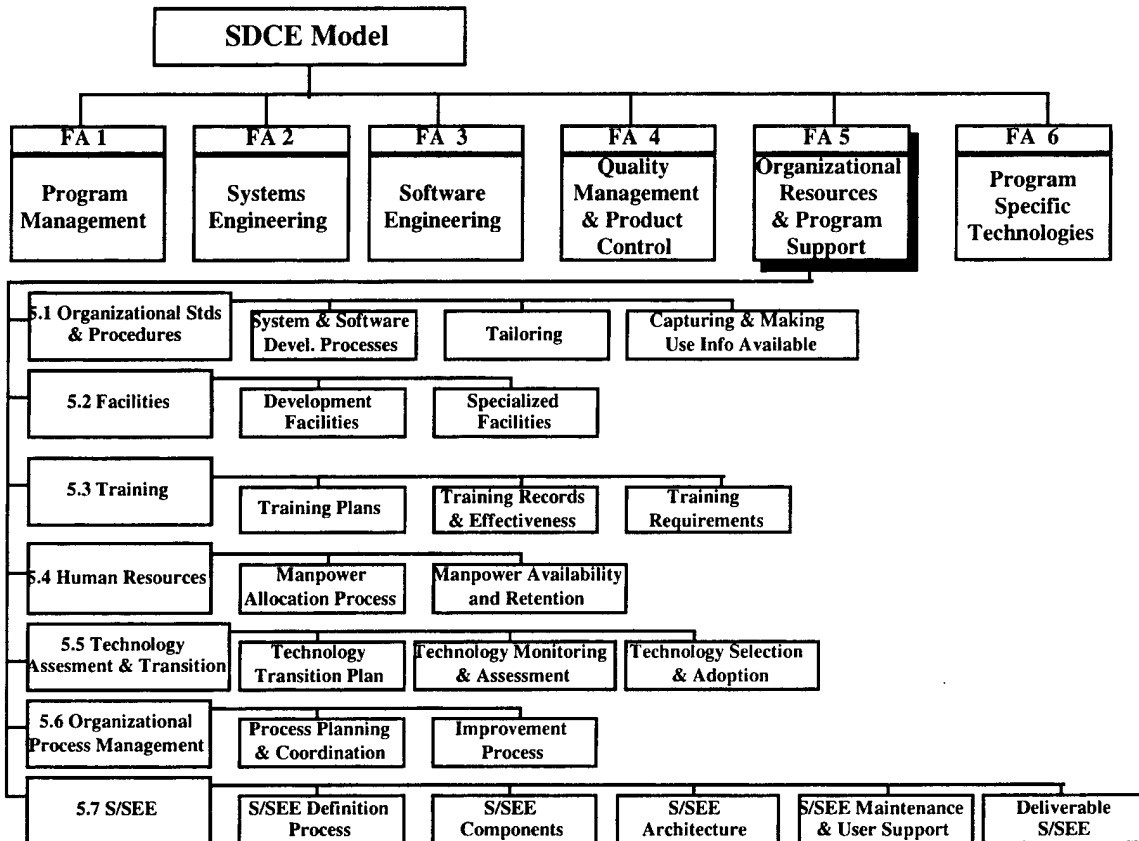 SDCE Model
FA 1
FA 2
FA 3
FA 4
FA 5
FA 6
Program
Management
Systems
Engineering
Software
Engineering
Quality
Management
& Product
Control
Organizational
Resources
& Program
Support
Program
Specific
Technologies
5.1 Organizational Stds
& Procedures
System & Software
Devel. Processes
Tailoring
Capturing & Making
Use Info Available
5.2 Facilities
Development
Facilities
Specialized
Facilities
5.3 Training
Training Plans
Training Records
& Effectiveness
Training
Requirements
5.4 Human Resources
Manpower
Allocation Process
Manpower Availability
and Retention
5.5 Technology
Assesment & Transition
Technology
Transition Plan
Technology Monitoring
& Assessment
Technology Selection
& Adoption
5.6 Organizational
Process Management
Process Planning
& Coordination
Improvement
Process
5.7 S/SEE
S/SEE Definition
Process
S/SEE
Components
S/SEE
Architecture
S/SEE Maintenance
& User Support
Deliverable
S/SEE